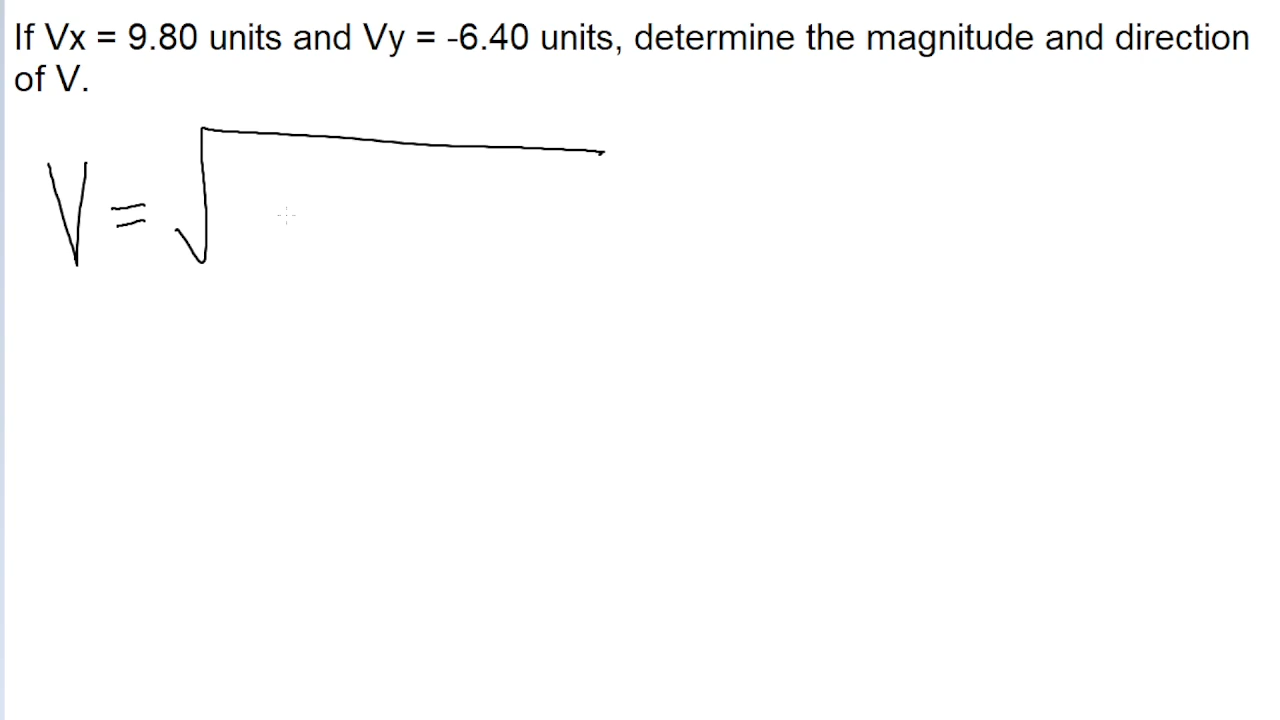 If Vx = 9.80 units and Vy = -6.40 units, determine the magnitude and direction
of V.
V = √